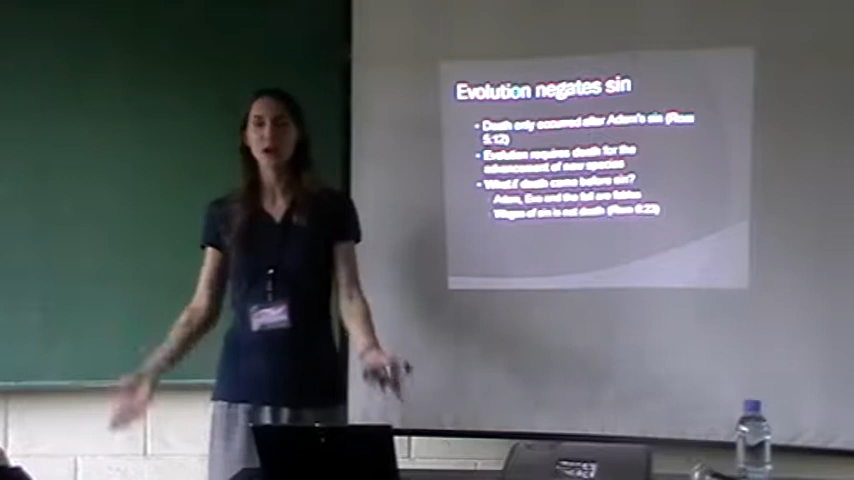 Evolution negates sin
• Death only occurred after Adam's sin (Rom
5:12)
• Evolution requires death for the
advancement of new species
• What if death came before sin?
Adam, Eve and the fall are fables
Wages of sin is not death (Rom 6:23)